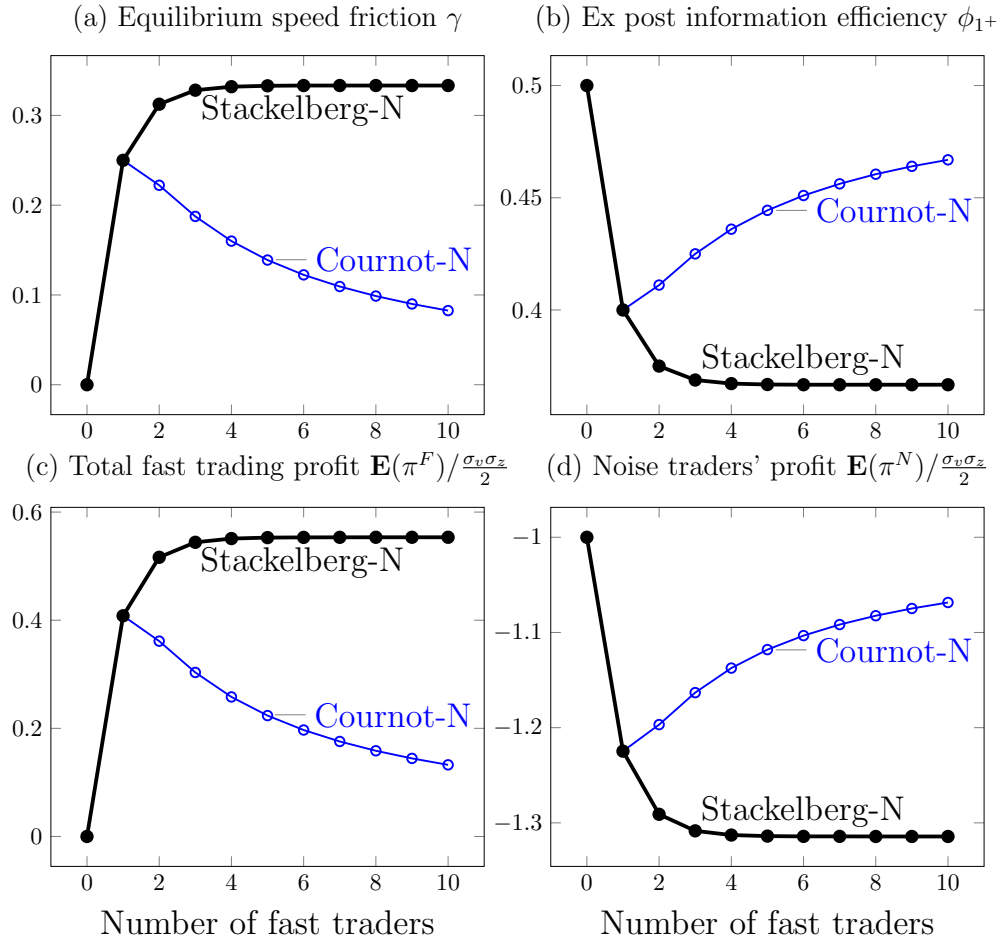 (a) Equilibrium speed friction γ
(b) Ex post information efficiency ϕ₁₊
0.3
0.2
0.1
0
Stackelberg-N
Cournot-N
0 2 4 6 8 10
0.5
0.45
0.4
Cournot-N
Stackelberg-N
0 2 4 6 8 10
(c) Total fast trading profit E(π^F)/(σ_vσ_z/2)
(d) Noise traders' profit E(π^N)/(σ_vσ_z/2)
0.6
0.4
0.2
0
Stackelberg-N
Cournot-N
0 2 4 6 8 10
Number of fast traders
−1
−1.1
−1.2
−1.3
Cournot-N
Stackelberg-N
0 2 4 6 8 10
Number of fast traders